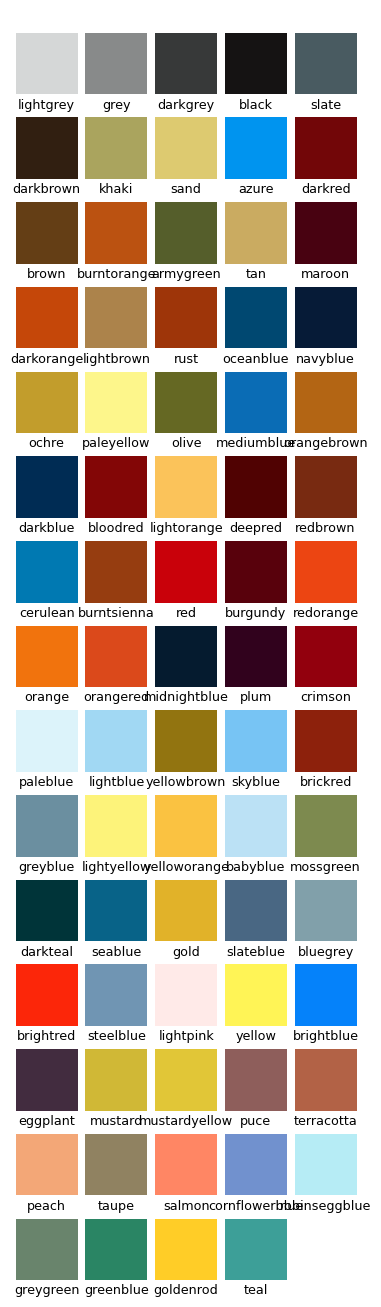 lightgrey grey darkgrey black slate
darkbrown khaki sand azure darkred
brown burntorange armygreen tan maroon
darkorange lightbrown rust oceanblue navyblue
ochre paleyellow olive mediumblue orangebrown
darkblue bloodred lightorange deepred redbrown
cerulean burntsienna red burgundy redorange
orange orangered midnightblue plum crimson
paleblue lightblue yellowbrown skyblue brickred
greyblue lightyellow yelloworange babyblue mossgreen
darkteal seablue gold slateblue bluegrey
brightred steelblue lightpink yellow brightblue
eggplant mustard mustardyellow puce terracotta
peach taupe salmon cornflowerblue robinseggblue
greygreen greenblue goldenrod teal